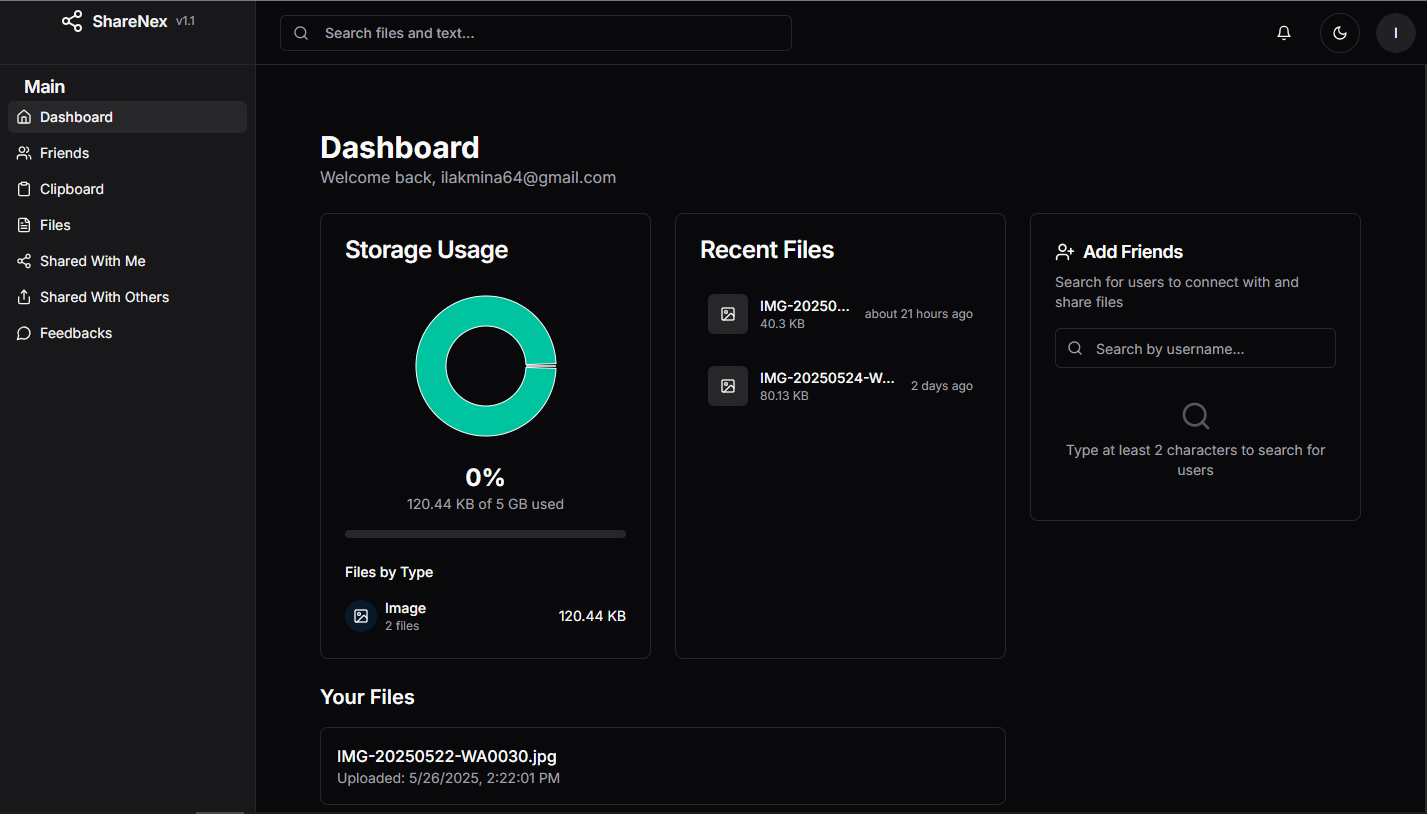 ShareNex v1.1
Search files and text...
I
Main
Dashboard
Friends
Clipboard
Files
Shared With Me
Shared With Others
Feedbacks
Dashboard
Welcome back, ilakmina64@gmail.com
Storage Usage
0%
120.44 KB of 5 GB used
Files by Type
Image
2 files
120.44 KB
Recent Files
IMG-20250...
40.3 KB
about 21 hours ago
IMG-20250524-W...
80.13 KB
2 days ago
Add Friends
Search for users to connect with and
share files
Search by username...
Type at least 2 characters to search for
users
Your Files
IMG-20250522-WA0030.jpg
Uploaded: 5/26/2025, 2:22:01 PM